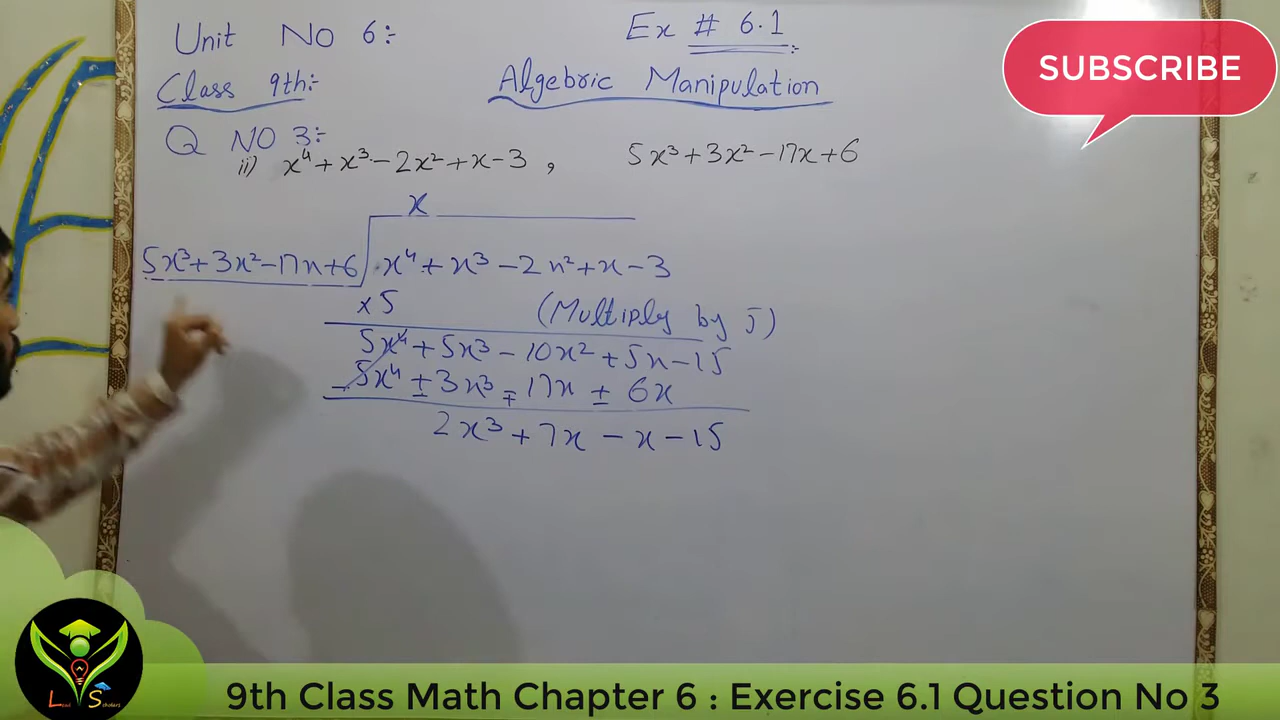 Unit No 6:-
Ex # 6.1
SUBSCRIBE
Class 9th:-
Algebric Manipulation
Q NO 3:-
ii) x⁴ + x³ - 2x² + x - 3 , 5x³ + 3x² - 17x + 6
x
5x³ + 3x² - 17x + 6 x⁴ + x³ - 2x² + x - 3
x 5 (Multiply by 5)
5x⁴ + 5x³ - 10x² + 5x - 15
- 5x⁴ ± 3x³ ∓ 17x ± 6x
2x³ + 7x - x - 15
Lead Scholars
9th Class Math Chapter 6 : Exercise 6.1 Question No 3